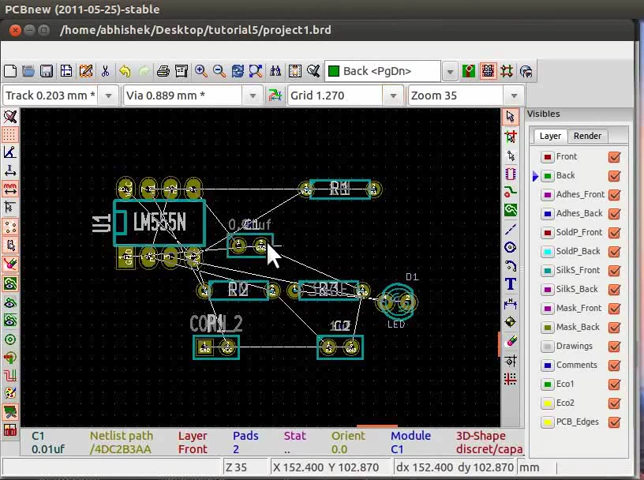 PCBnew (2011-05-25)-stable
/home/abhishek/Desktop/tutorial5/project1.brd
Back <PgDn>
Track 0.203 mm *
Via 0.889 mm *
Grid 1.270
Zoom 35
Visibles
Layer
Render
Front
Back
Adhes_Front
Adhes_Back
SoldP_Front
SoldP_Back
SilkS_Front
SilkS_Back
Mask_Front
Mask_Back
Drawings
Comments
Eco1
Eco2
PCB_Edges
R1
U1
LM555N
C1
R2
R3
D1
LED
P1
C2
C1
0.01uf
Netlist path
/4DC2B3AA
Layer
Front
Pads
2
Stat
..
Orient
0.0
Module
C1
3D-Shape
discret/capa
Z 35
X 152.400 Y 102.870
dx 152.400 dy 102.870
mm